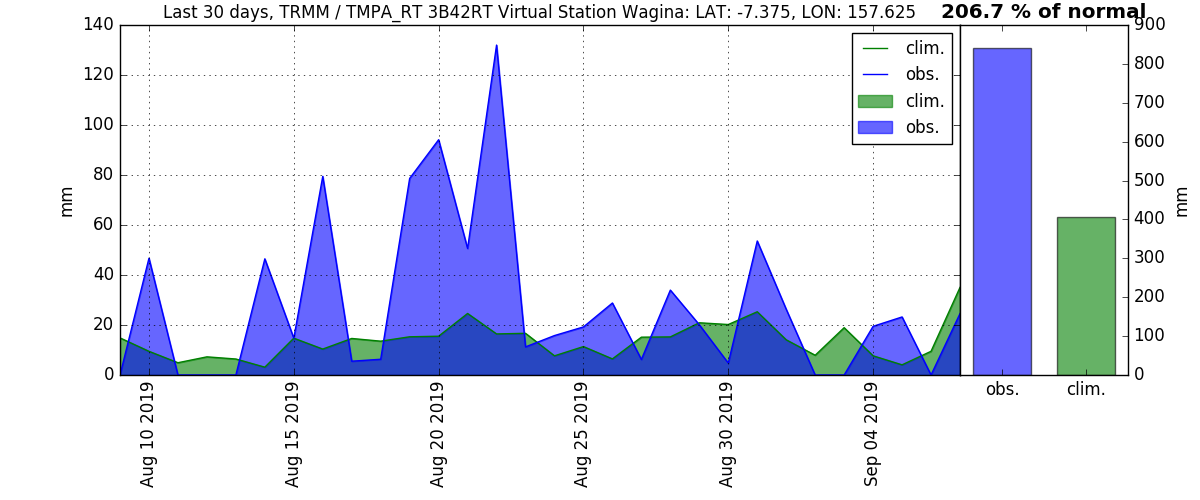 Last 30 days, TRMM / TMPA_RT 3B42RT Virtual Station Wagina: LAT: -7.375, LON: 157.625
206.7 % of normal
140
120
100
80
60
40
20
0
mm
clim.
obs.
clim.
obs.
900
800
700
600
500
400
300
200
100
0
mm
Aug 10 2019
Aug 15 2019
Aug 20 2019
Aug 25 2019
Aug 30 2019
Sep 04 2019
obs.
clim.